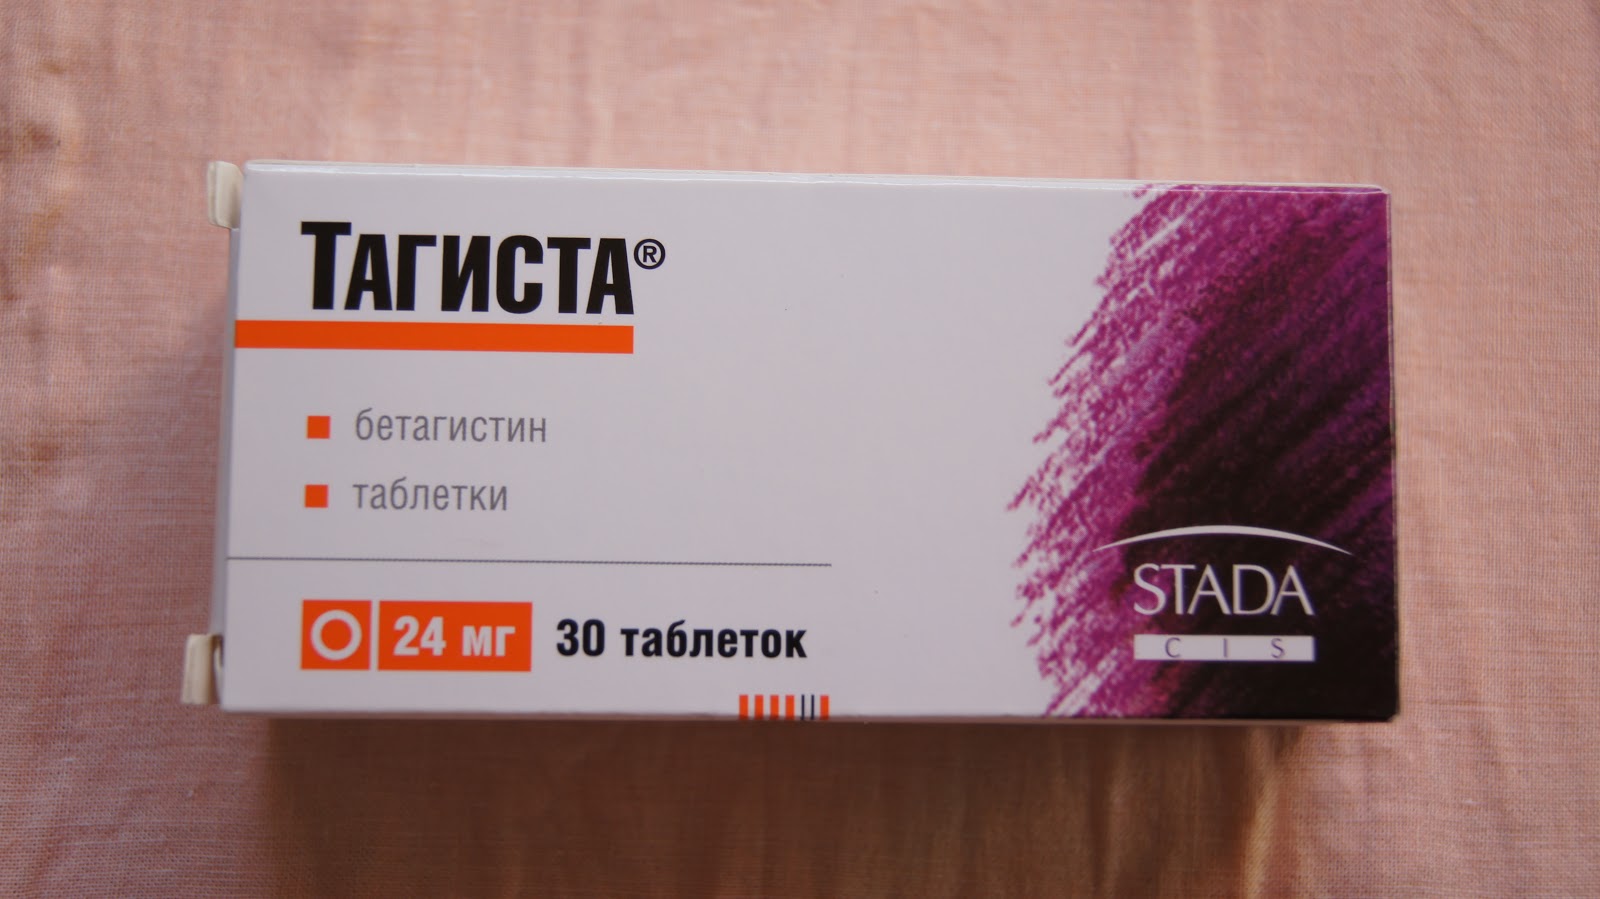 ТАГИСТА®
бетагистин
таблетки
24 мг 30 таблеток
STADA
CIS